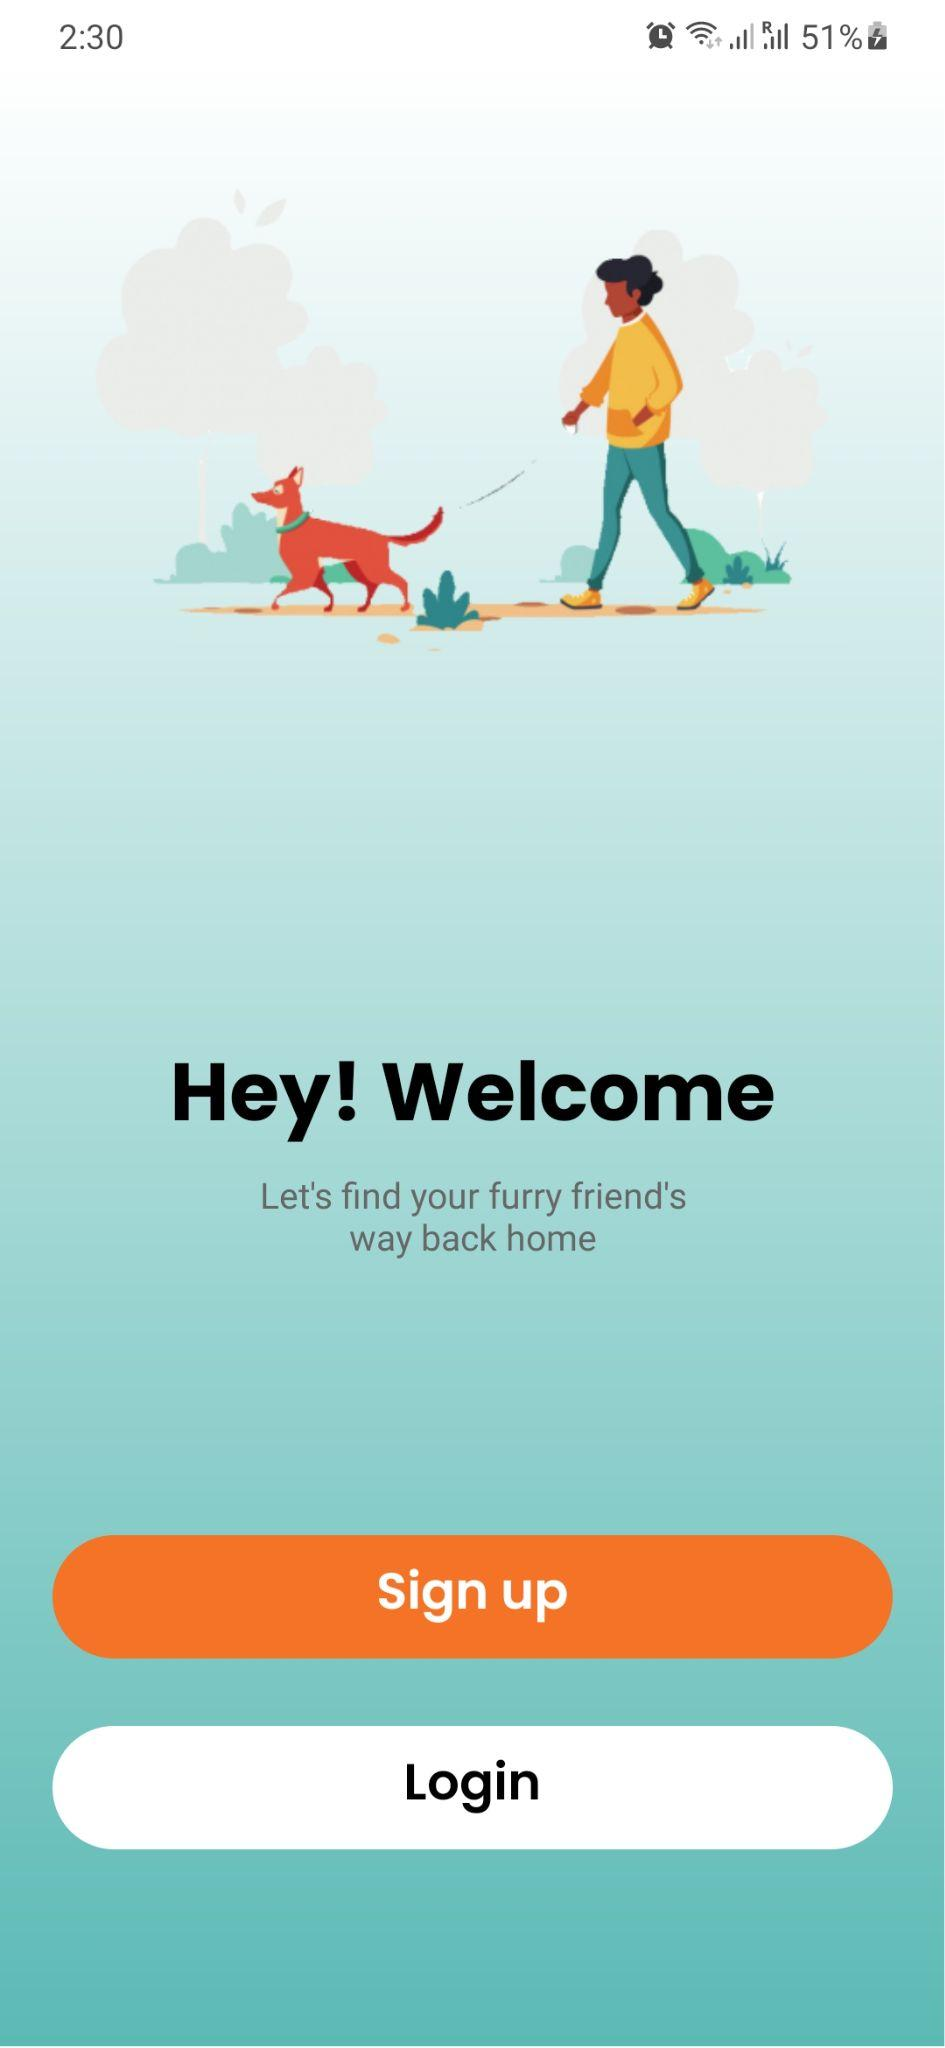 2:30 R 51%
Hey! Welcome
Let's find your furry friend's
way back home
Sign up
Login